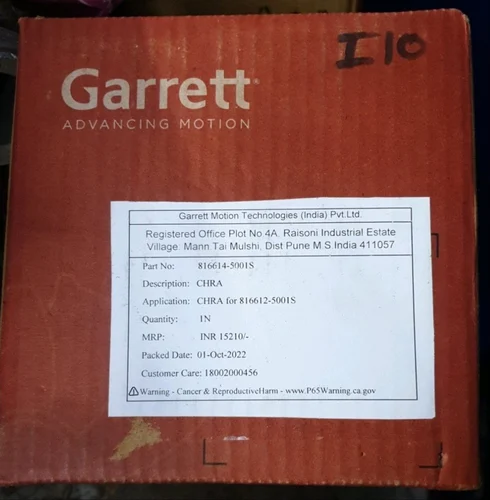 I10
Garrett
ADVANCING MOTION
Garrett Motion Technologies (India) Pvt.Ltd.
Registered Office Plot No 4A, Raisoni Industrial Estate
Village: Mann Tai Mulshi, Dist Pune M.S.India 411057
Part No: 816614-5001S
Description: CHRA
Application: CHRA for 816612-5001S
Quantity: 1N
MRP: INR 15210/-
Packed Date: 01-Oct-2022
Customer Care: 18002000456
⚠Warning - Cancer & ReproductiveHarm - www.P65Warning.ca.gov